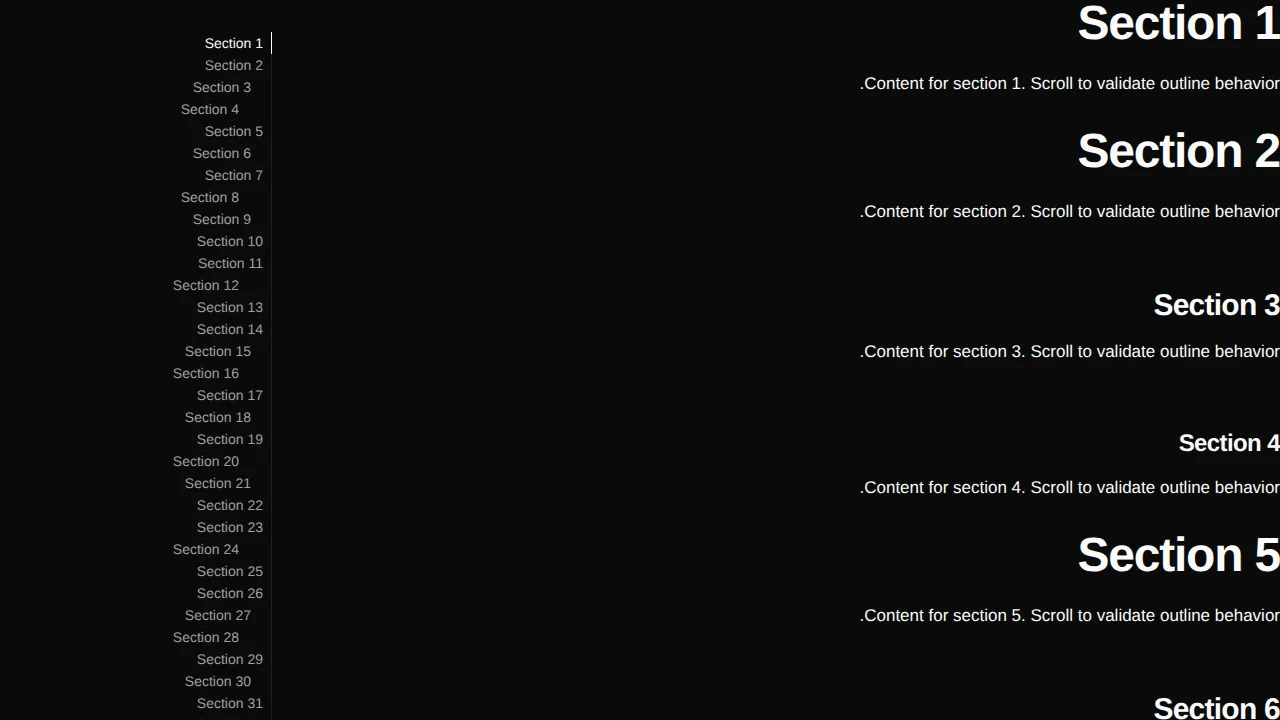 Section 1
Section 2
Section 3
Section 4
Section 5
Section 6
Section 7
Section 8
Section 9
Section 10
Section 11
Section 12
Section 13
Section 14
Section 15
Section 16
Section 17
Section 18
Section 19
Section 20
Section 21
Section 22
Section 23
Section 24
Section 25
Section 26
Section 27
Section 28
Section 29
Section 30
Section 31
Section 1
.Content for section 1. Scroll to validate outline behavior
Section 2
.Content for section 2. Scroll to validate outline behavior
Section 3
.Content for section 3. Scroll to validate outline behavior
Section 4
.Content for section 4. Scroll to validate outline behavior
Section 5
.Content for section 5. Scroll to validate outline behavior
Section 6